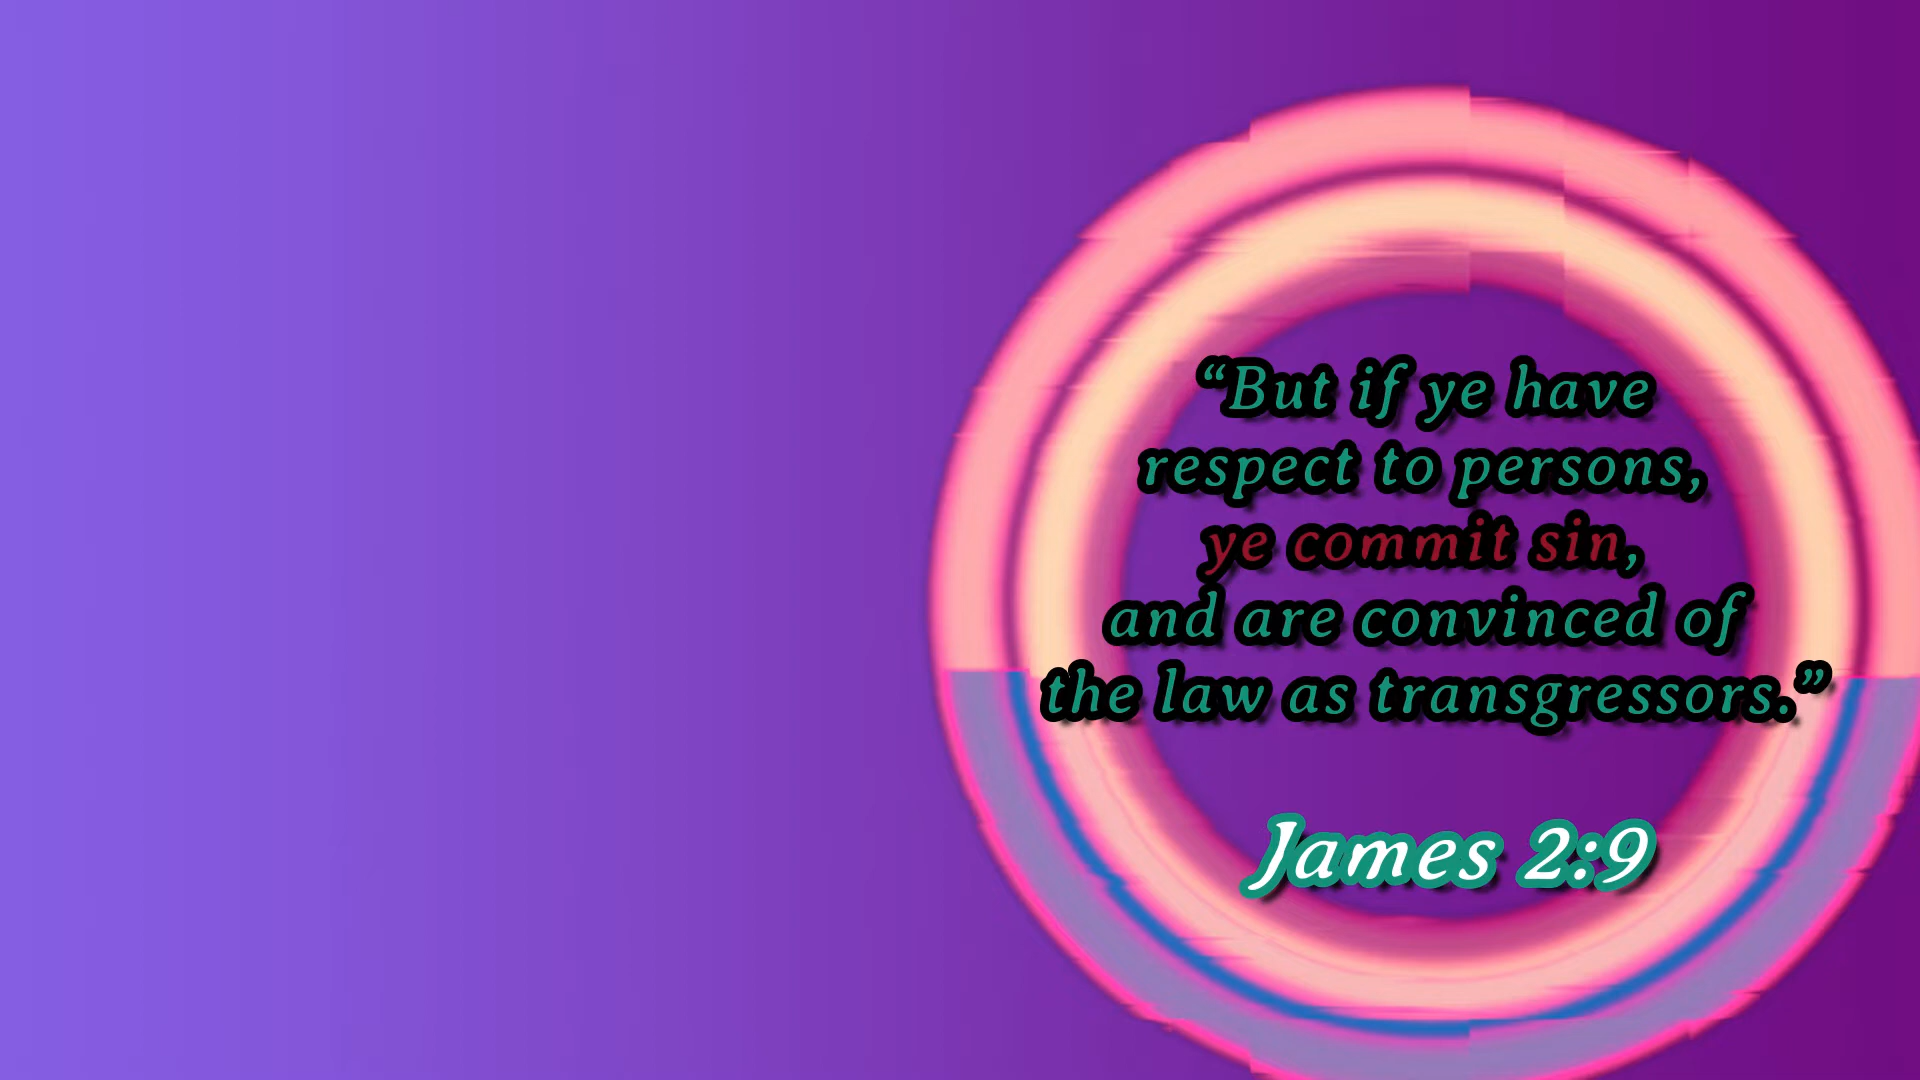 “But if ye have
respect to persons,
ye commit sin,
and are convinced of
the law as transgressors.”
James 2:9